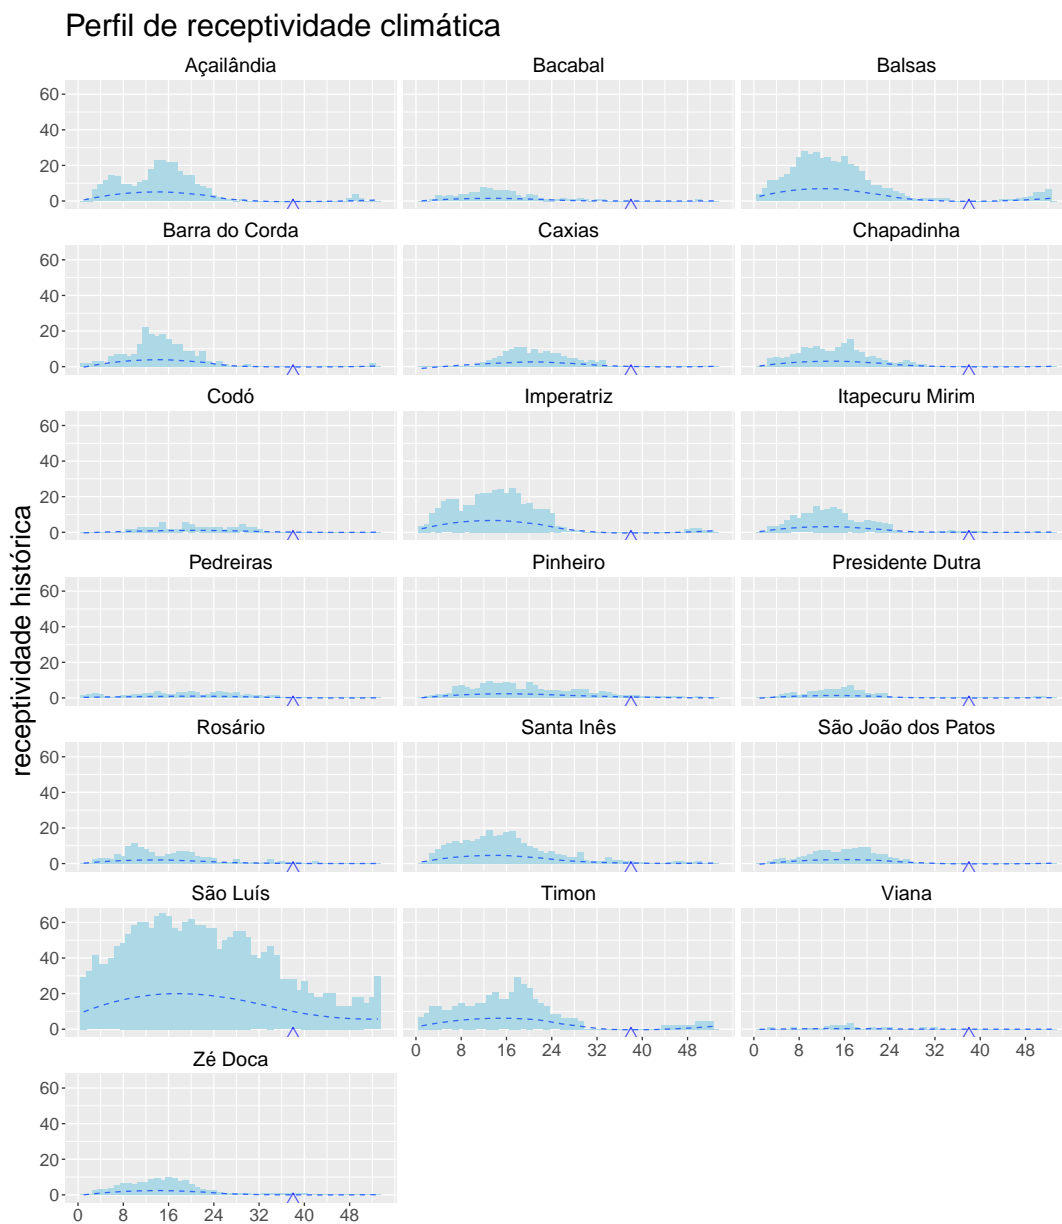 Perfil de receptividade climática
Açailândia Bacabal Balsas
60
40
20
0
Barra do Corda Caxias Chapadinha
60
40
20
0
Codó Imperatriz Itapecuru Mirim
60
40
20
0
receptividade histórica
Pedreiras Pinheiro Presidente Dutra
60
40
20
0
Rosário Santa Inês São João dos Patos
60
40
20
0
São Luís Timon Viana
60
40
20
0
0 8 16 24 32 40 48 0 8 16 24 32 40 48
Zé Doca
60
40
20
0
0 8 16 24 32 40 48